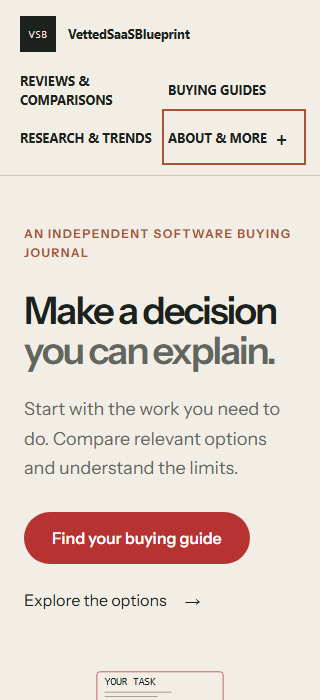 VSB VettedSaaSBlueprint
REVIEWS &
COMPARISONS
BUYING GUIDES
RESEARCH & TRENDS
ABOUT & MORE +
AN INDEPENDENT SOFTWARE BUYING
JOURNAL
Make a decision
you can explain.
Start with the work you need to
do. Compare relevant options
and understand the limits.
Find your buying guide
Explore the options →
YOUR TASK